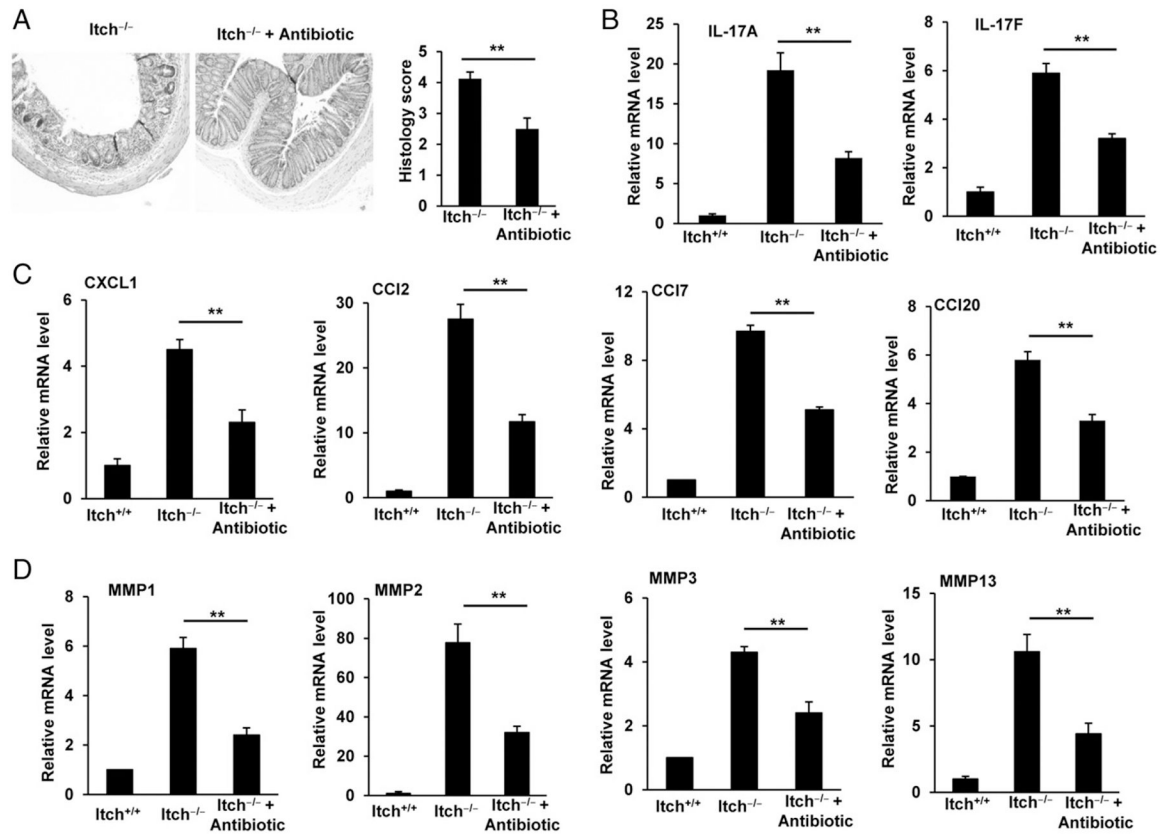 A
Itch⁻/⁻
Itch⁻/⁻ + Antibiotic
**
Histology score
5
4
3
2
1
0
Itch⁻/⁻
Itch⁻/⁻ +
Antibiotic
B
IL-17A
**
Relative mRNA level
25
20
15
10
5
0
Itch⁺/⁺
Itch⁻/⁻
Itch⁻/⁻ +
Antibiotic
IL-17F
**
Relative mRNA level
8
6
4
2
0
Itch⁺/⁺
Itch⁻/⁻
Itch⁻/⁻ +
Antibiotic
C
CXCL1
**
Relative mRNA level
6
4
2
0
Itch⁺/⁺
Itch⁻/⁻
Itch⁻/⁻ +
Antibiotic
CCl2
**
Relative mRNA level
30
20
10
0
Itch⁺/⁺
Itch⁻/⁻
Itch⁻/⁻ +
Antibiotic
CCl7
**
Relative mRNA level
12
8
4
0
Itch⁺/⁺
Itch⁻/⁻
Itch⁻/⁻ +
Antibiotic
CCl20
**
Relative mRNA level
8
6
4
2
0
Itch⁺/⁺
Itch⁻/⁻
Itch⁻/⁻ +
Antibiotic
D
MMP1
**
Relative mRNA level
8
6
4
2
0
Itch⁺/⁺
Itch⁻/⁻
Itch⁻/⁻ +
Antibiotic
MMP2
**
Relative mRNA level
100
80
60
40
20
0
Itch⁺/⁺
Itch⁻/⁻
Itch⁻/⁻ +
Antibiotic
MMP3
**
Relative mRNA level
6
4
2
0
Itch⁺/⁺
Itch⁻/⁻
Itch⁻/⁻ +
Antibiotic
MMP13
**
Relative mRNA level
15
10
5
0
Itch⁺/⁺
Itch⁻/⁻
Itch⁻/⁻ +
Antibiotic